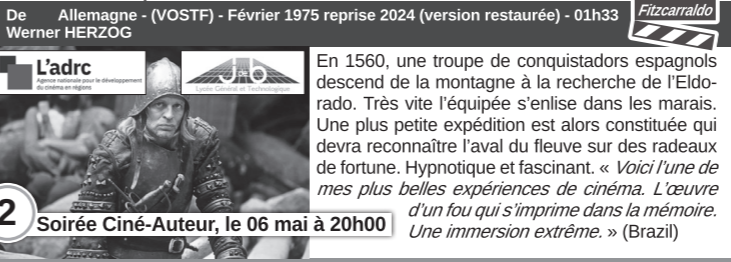 De Allemagne - (VOSTF) - Février 1975 reprise 2024 (version restaurée) - 01h33
Werner HERZOG
Fitzcarraldo
L'adrc
Agence nationale pour le développement
du cinéma en régions
J de b
Lycée Général et Technologique
En 1560, une troupe de conquistadors espagnols
descend de la montagne à la recherche de l'Eldo-
rado. Très vite l'équipée s'enlise dans les marais.
Une plus petite expédition est alors constituée qui
devra reconnaître l'aval du fleuve sur des radeaux
de fortune. Hypnotique et fascinant. « Voici l'une de
mes plus belles expériences de cinéma. L'œuvre
d'un fou qui s'imprime dans la mémoire.
Une immersion extrême. » (Brazil)
2
Soirée Ciné-Auteur, le 06 mai à 20h00